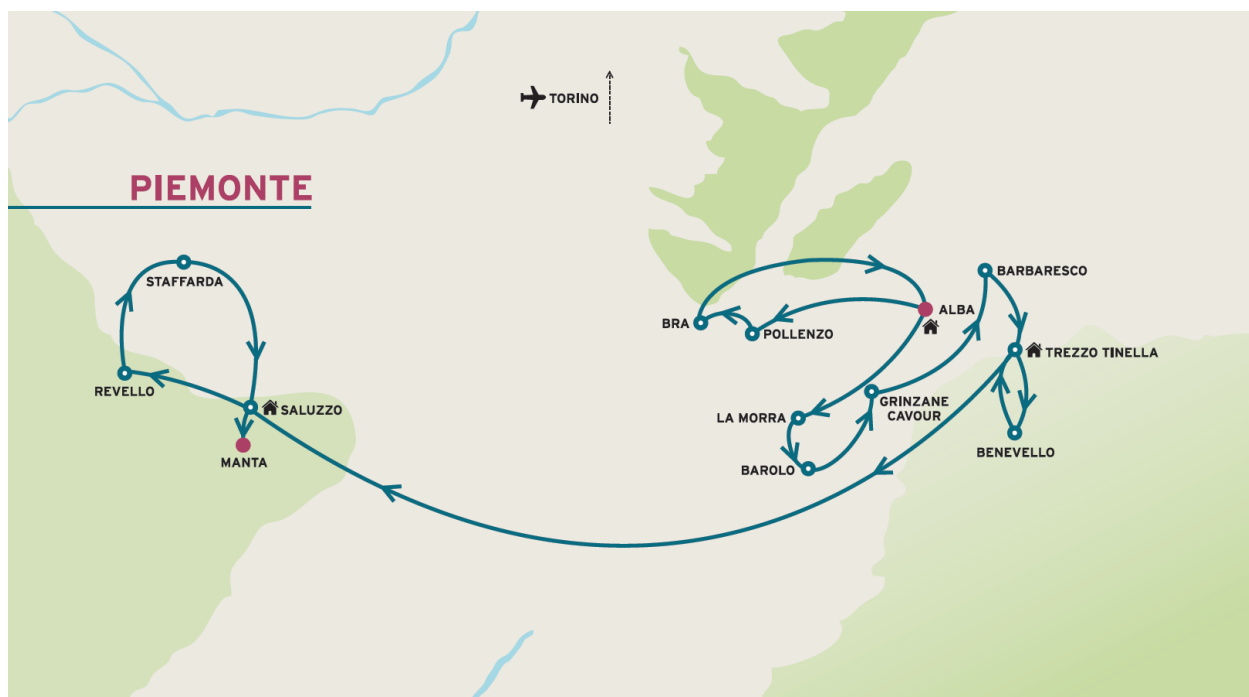 TORINO
PIEMONTE
STAFFARDA
BARBARESCO
ALBA
BRA
POLLENZO
TREZZO TINELLA
REVELLO
SALUZZO
GRINZANE
CAVOUR
LA MORRA
BENEVELLO
MANTA
BAROLO